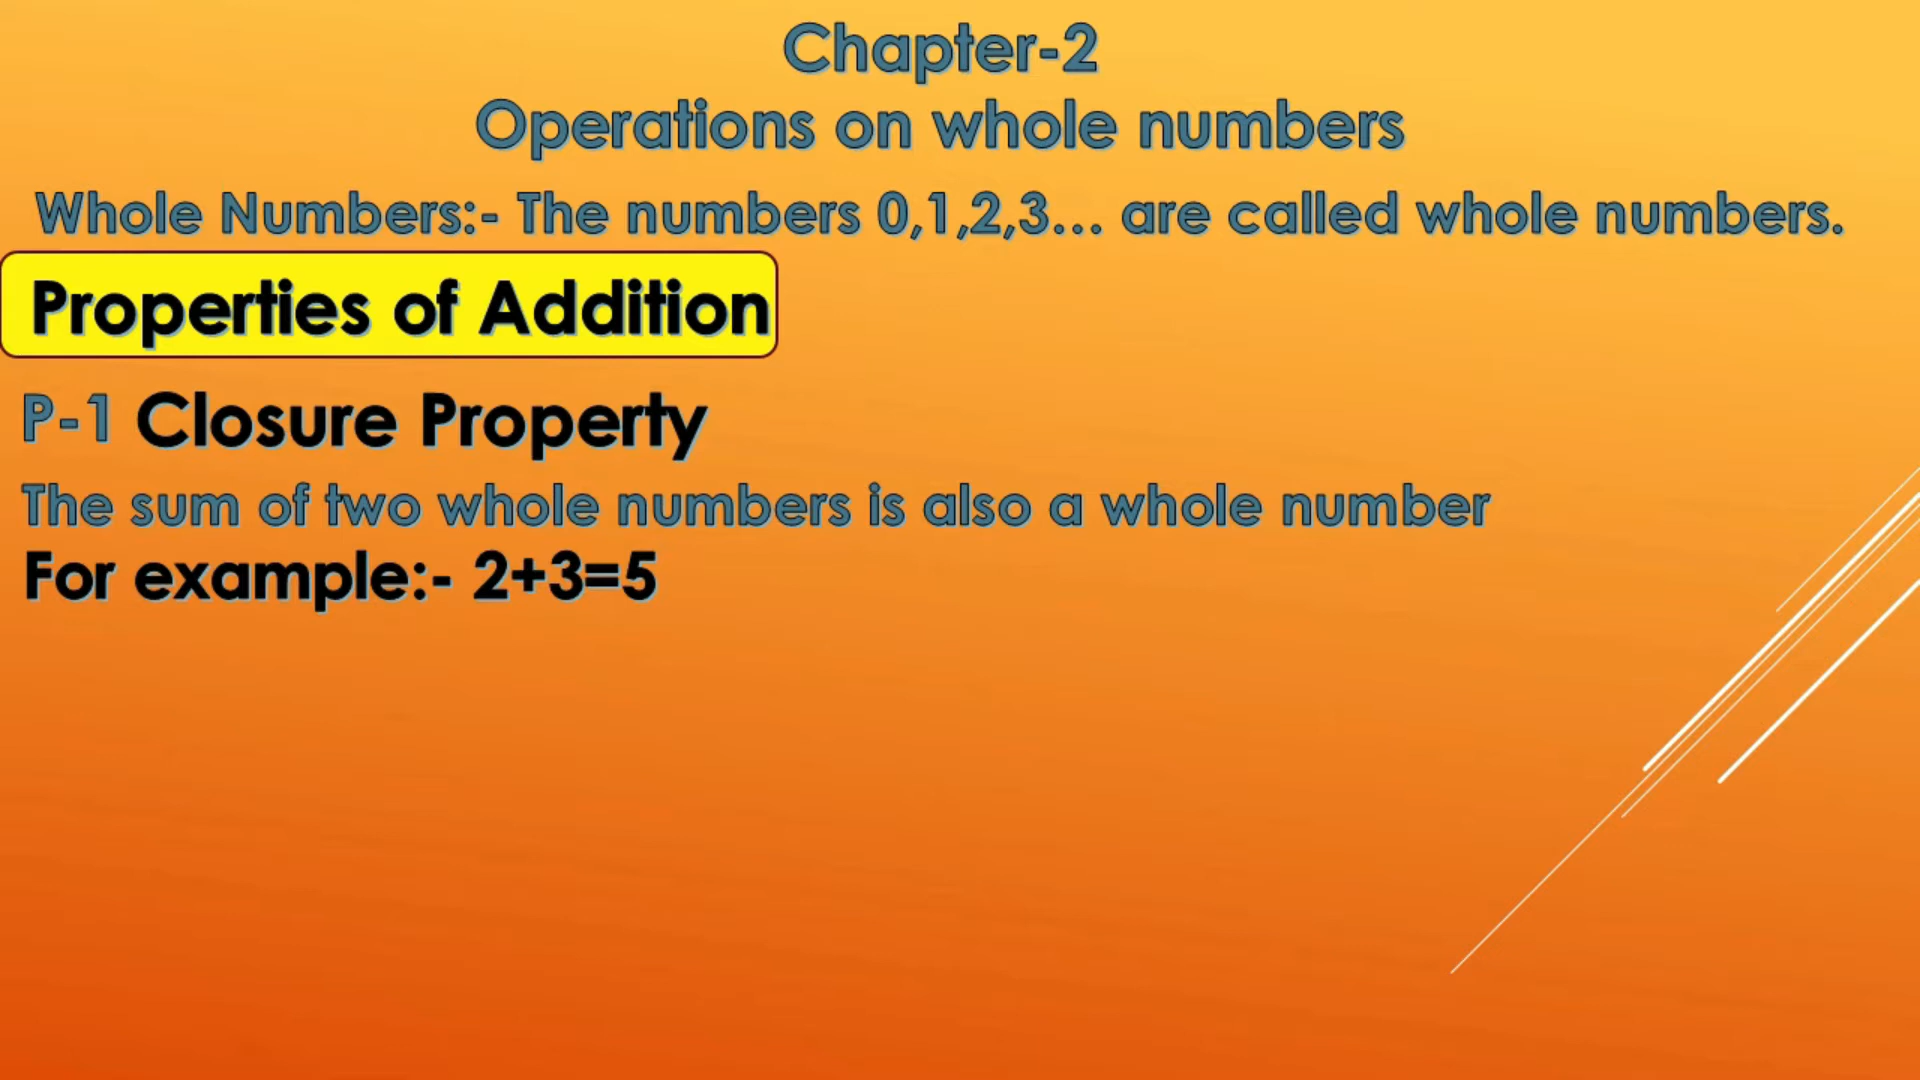 Chapter-2
Operations on whole numbers
Whole Numbers:- The numbers 0,1,2,3... are called whole numbers.
Properties of Addition
P-1 Closure Property
The sum of two whole numbers is also a whole number
For example:- 2+3=5